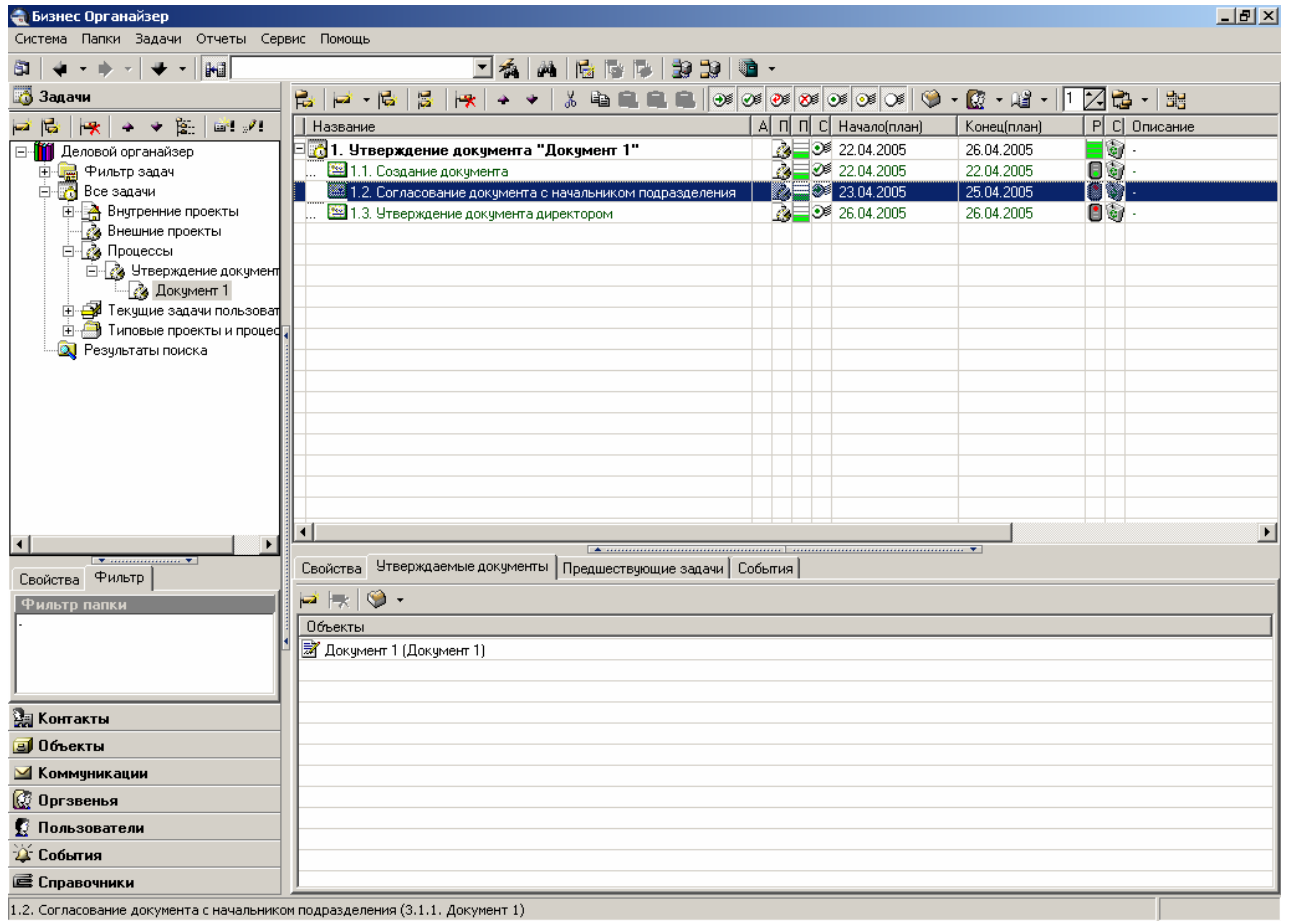 Бизнес Органайзер
Система Папки Задачи Отчеты Сервис Помощь
Задачи
Деловой органайзер
Фильтр задач
Все задачи
Внутренние проекты
Внешние проекты
Процессы
Утверждение документ
Документ 1
Текущие задачи пользоват
Типовые проекты и процес
Результаты поиска
Свойства Фильтр
Фильтр папки
-
Контакты
Объекты
Коммуникации
Оргзвенья
Пользователи
События
Справочники
1
Название А П П С Начало(план) Конец(план) Р С Описание
1. Утверждение документа "Документ 1" 22.04.2005 26.04.2005 -
... 1.1. Создание документа 22.04.2005 22.04.2005 -
1.2. Согласование документа с начальником подразделения 23.04.2005 25.04.2005 -
... 1.3. Утверждение документа директором 26.04.2005 26.04.2005 -
Свойства Утверждаемые документы Предшествующие задачи События
Объекты
Документ 1 (Документ 1)
1.2. Согласование документа с начальником подразделения (3.1.1. Документ 1)